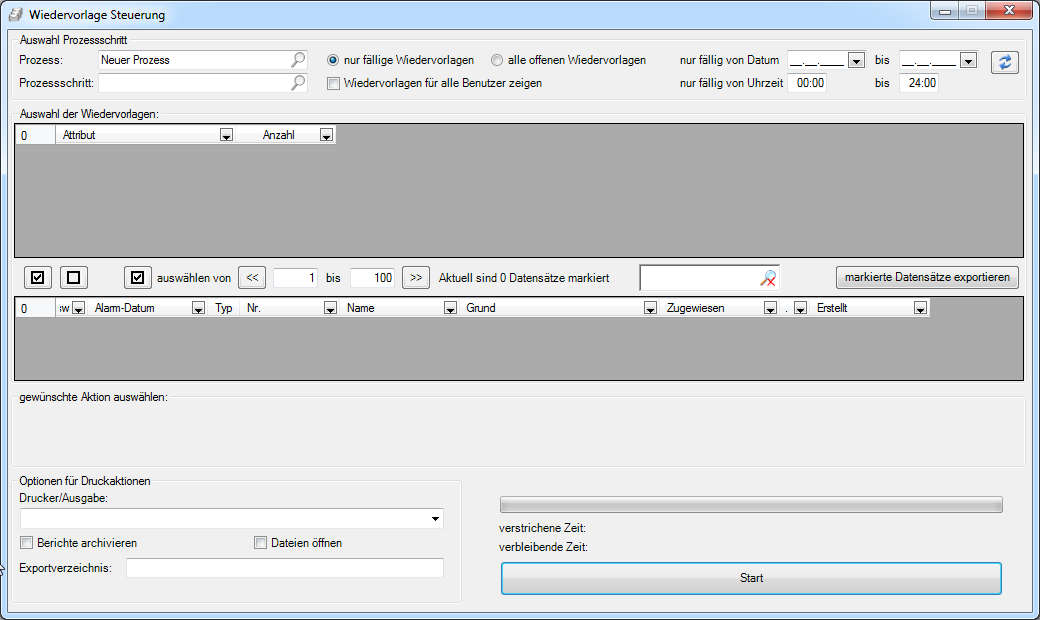 Wiedervorlage Steuerung
Auswahl Prozessschritt
Prozess: Neuer Prozess nur fällige Wiedervorlagen alle offenen Wiedervorlagen nur fällig von Datum __.__.____ bis __.__.____
Prozessschritt: Wiedervorlagen für alle Benutzer zeigen nur fällig von Uhrzeit 00:00 bis 24:00
Auswahl der Wiedervorlagen:
0 Attribut Anzahl
auswählen von << 1 bis 100 >> Aktuell sind 0 Datensätze markiert markierte Datensätze exportieren
0 Alarm-Datum Typ Nr. Name Grund Zugewiesen . Erstellt
gewünschte Aktion auswählen:
Optionen für Druckaktionen
Drucker/Ausgabe:
Berichte archivieren Dateien öffnen
Exportverzeichnis:
verstrichene Zeit:
verbleibende Zeit:
Start